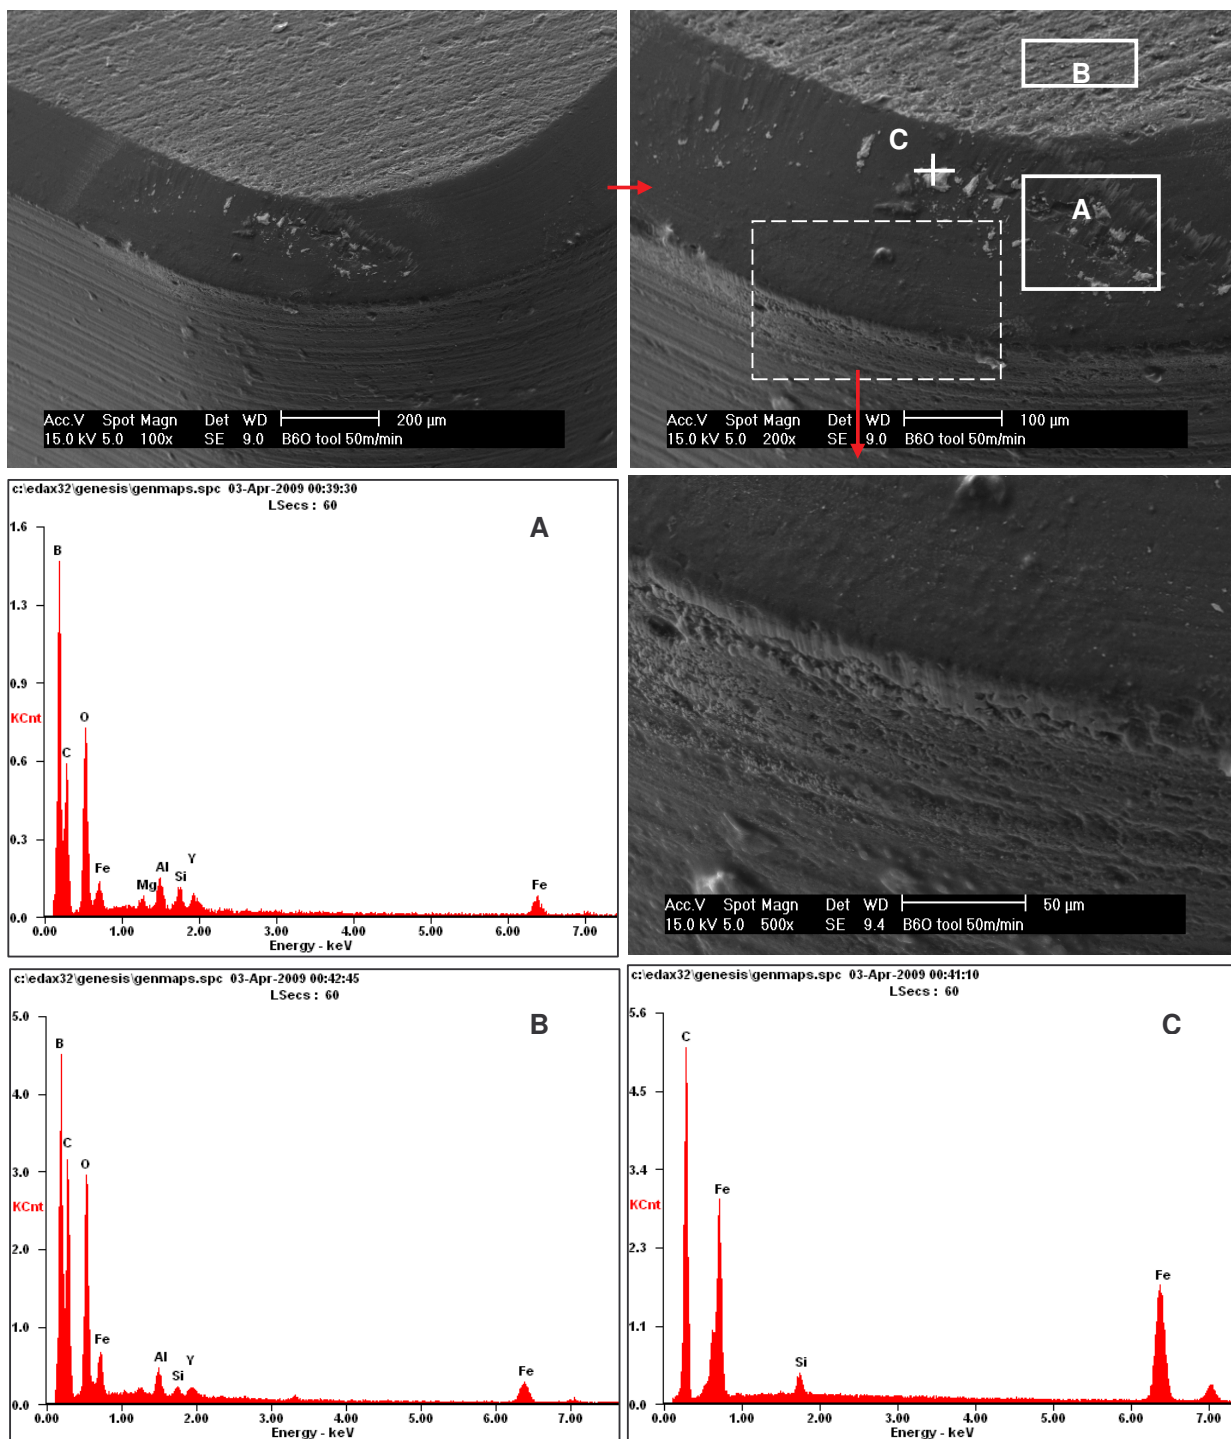 B
C
A
Acc.V Spot Magn Det WD 200 µm
15.0 kV 5.0 100x SE 9.0 B6O tool 50m/min
Acc.V Spot Magn Det WD 100 µm
15.0 kV 5.0 200x SE 9.0 B6O tool 50m/min
c:\edax32\genesis\genmaps.spc 03-Apr-2009 00:39:30
LSecs : 60
A
1.6
1.3
0.9
0.6
0.3
0.0
KCnt
B
C
O
Fe
Mg
Al
Si
Y
Fe
0.00 1.00 2.00 3.00 4.00 5.00 6.00 7.00
Energy - keV
Acc.V Spot Magn Det WD 50 µm
15.0 kV 5.0 500x SE 9.4 B6O tool 50m/min
c:\edax32\genesis\genmaps.spc 03-Apr-2009 00:42:45
LSecs : 60
B
5.0
4.0
3.0
2.0
1.0
0.0
KCnt
B
C
O
Fe
Al
Si
Y
Fe
0.00 1.00 2.00 3.00 4.00 5.00 6.00 7.00
Energy - keV
c:\edax32\genesis\genmaps.spc 03-Apr-2009 00:41:10
LSecs : 60
C
5.6
4.5
3.4
2.3
1.1
0.0
KCnt
C
Fe
Si
Fe
0.00 1.00 2.00 3.00 4.00 5.00 6.00 7.00
Energy - keV